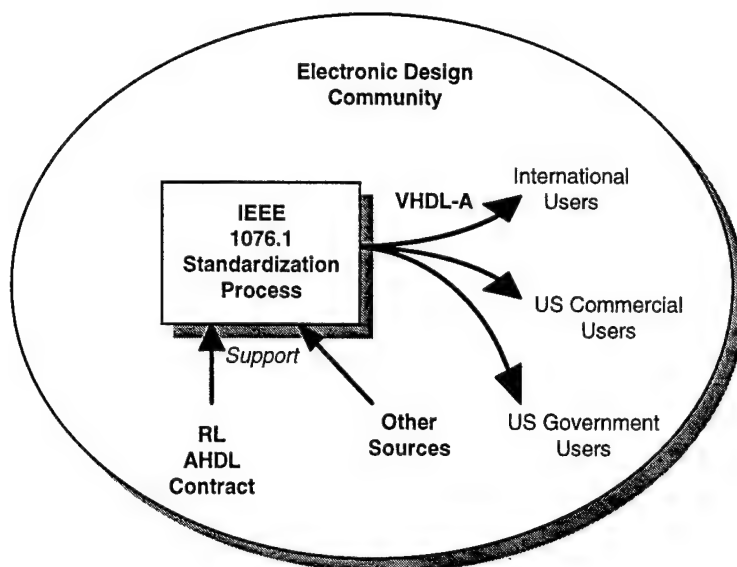 Electronic Design
Community
IEEE
1076.1
Standardization
Process
VHDL-A
International
Users
US Commercial
Users
US Government
Users
Support
RL
AHDL
Contract
Other
Sources